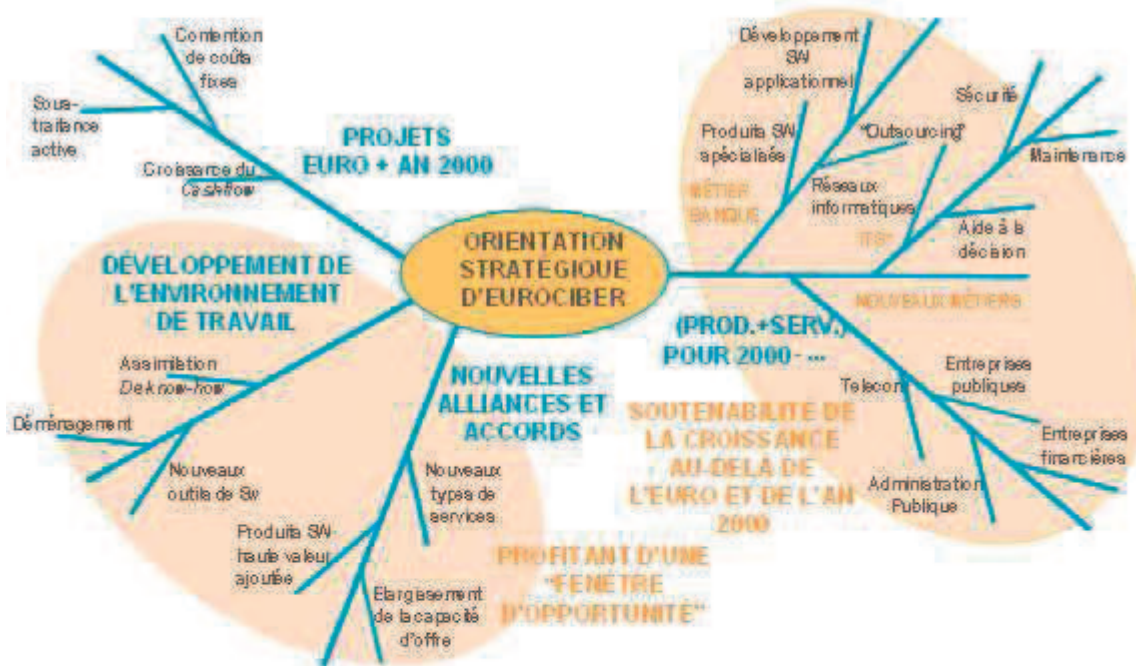 Contention
de coûts
fixes
Sous-
traitance
active
Croissance du
Cashflow
PROJETS
EURO + AN 2000
ORIENTATION
STRATEGIQUE
D'EUROCIBER
DÉVELOPPEMENT DE
L'ENVIRONNEMENT
DE TRAVAIL
Assimilation
De know-how
Déménagement
Nouveaux
outils de Sw
NOUVELLES
ALLIANCES ET
ACCORDS
Nouveaux
types de
services
Produits SW-
haute valeur
ajoutée
Elargissement
de la capacité
d'offre
PROFITANT D'UNE
"FENÊTRE
D'OPPORTUNITÉ"
Développement
SW
applicationnel
Produits SW
spécialisés
MÉTIER
BANQUE
"Outsourcing"
Réseaux
informatiques
Sécurité
Maintenance
Aide à la
décision
NOUVEAUX MÉTIERS
(PROD.+SERV.)
POUR 2000 - ...
Telecom
Entreprises
publiques
Entreprises
financières
Administration
Publique
SOUTENABILITÉ DE
LA CROISSANCE
AU-DELÀ DE
L'EURO ET DE L'AN
2000